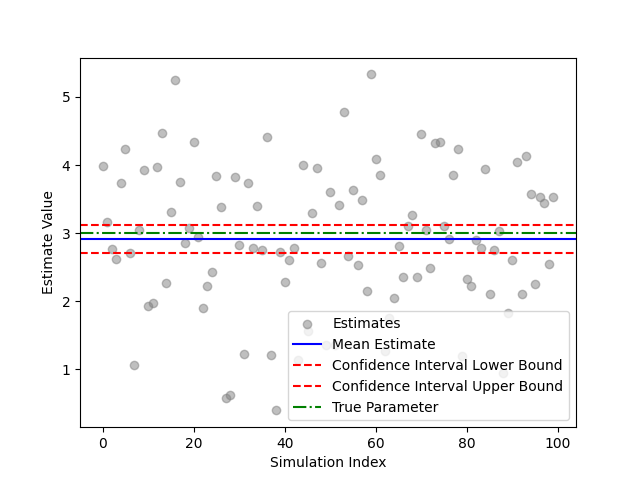 5
4
3
2
1
Estimate Value
Estimates
Mean Estimate
Confidence Interval Lower Bound
Confidence Interval Upper Bound
True Parameter
0 20 40 60 80 100
Simulation Index